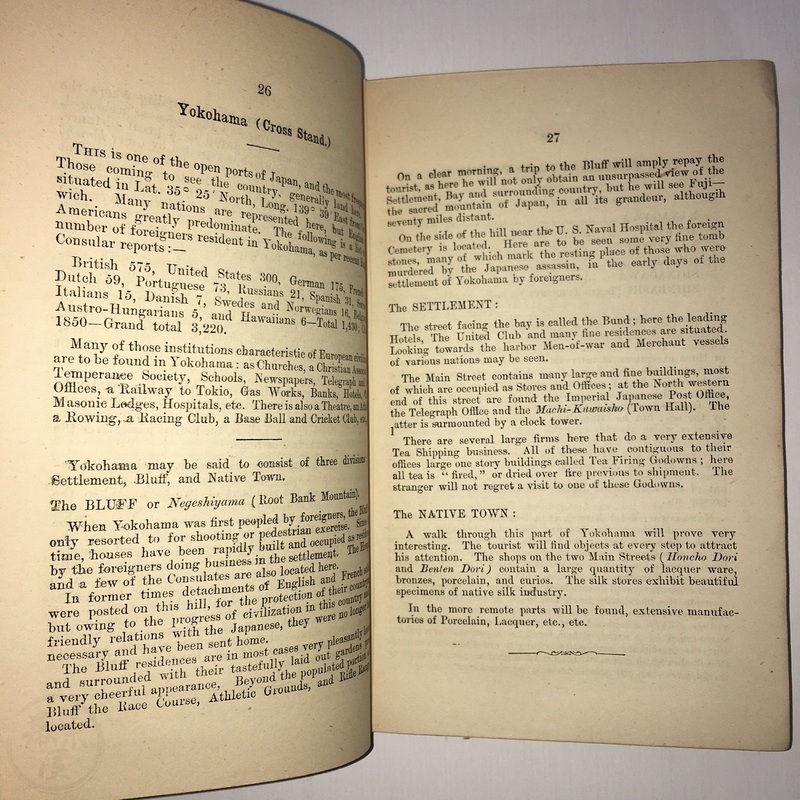 26
Yokohama (Cross Stand.)
THIS is one of the open ports of Japan, and the most
Those coming to see the country, generally land here,
situated in Lat. 35° 25′ North, Long. 139° 39′ East from
wich. Many nations are represented here, but English
Americans greatly predominate. The following is a list
number of foreigners resident in Yokohama, as per recent
Consular reports:—
British 575, United States 300, German 175, French
Dutch 59, Portuguese 73, Russians 21, Spanish 31,
Italians 15, Danish 7, Swedes and Norwegians 16,
Austro-Hungarians 5, and Hawaiians 6—Total
1850—Grand total 3,220.
Many of those institutions characteristic of European
are to be found in Yokohama: as Churches, a Christian
Temperance Society, Schools, Newspapers, Telegraph and
Offices, a Railway to Tokio, Gas Works, Banks, Hotels,
Masonic Lodges, Hospitals, etc. There is also a Theatre,
a Rowing, a Racing Club, a Base Ball and Cricket Club,
Yokohama may be said to consist of three divisions
Settlement, Bluff, and Native Town.
The BLUFF or Negeshiyama (Root Bank Mountain).
When Yokohama was first peopled by foreigners, the
only resorted to for shooting or pedestrian exercise. Since
time, houses have been rapidly built and occupied as
by the foreigners doing business in the settlement. The
and a few of the Consulates are also located here.
In former times detachments of English and French
were posted on this hill, for the protection of their
but owing to the progress of civilization in this country
friendly relations with the Japanese, they were no longer
necessary and have been sent home.
The Bluff residences are in most cases very pleasantly
and surrounded with their tastefully laid out gardens
a very cheerful appearance, Beyond the populated portion
Bluff the Race Course, Athletic Grounds, and Rifle
located.
27
On a clear morning, a trip to the Bluff will amply repay the
tourist, as here he will not only obtain an unsurpassed view of the
Settlement, Bay and surrounding country, but he will see Fuji—
the sacred mountain of Japan, in all its grandeur, althougih
seventy miles distant.
On the side of the hill near the U. S. Naval Hospital the foreign
Cemetery is located. Here are to be seen some very fine tomb
stones, many of which mark the resting place of those who were
murdered by the Japanese assassin, in the early days of the
settlement of Yokohama by foreigners.
The SETTLEMENT:
The street facing the bay is called the Bund; here the leading
Hotels, The United Club and many fine residences are situated.
Looking towards the harbor Men-of-war and Merchant vessels
of various nations may be seen.
The Main Street contains many large and fine buildings, most
of which are occupied as Stores and Offices; at the North western
end of this street are found the Imperial Japanese Post Office,
the Telegraph Office and the Machi-Kuwaisho (Town Hall). The
latter is surmounted by a clock tower.
There are several large firms here that do a very extensive
Tea Shipping business. All of these have contiguous to their
offices large one story buildings called Tea Firing Godowns; here
all tea is "fired," or dried over fire previous to shipment. The
stranger will not regret a visit to one of these Godowns.
The NATIVE TOWN:
A walk through this part of Yokohama will prove very
interesting. The tourist will find objects at every step to attract
his attention. The shops on the two Main Streets (Honcho Dori
and Benten Dori) contain a large quantity of lacquer ware,
bronzes, porcelain, and curios. The silk stores exhibit beautiful
specimens of native silk industry.
In the more remote parts will be found, extensive manufac-
tories of Porcelain, Lacquer, etc., etc.